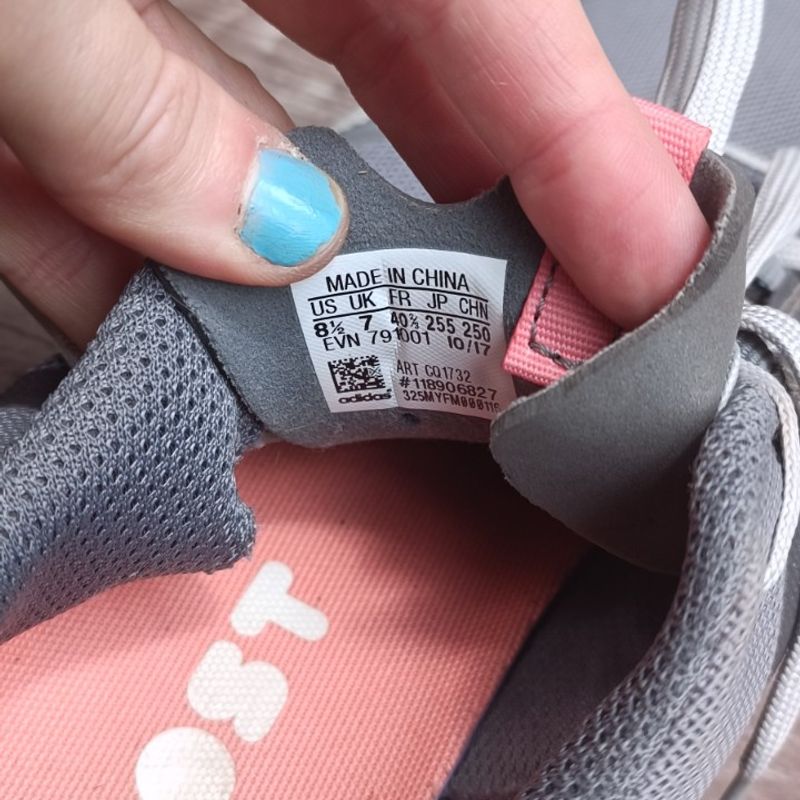 MADE IN CHINA
US UK FR JP CHN
8½ 7 40⅔ 255 250
EVN 791001 10/17
ART CQ1732
#118906827
adidas 325MYFM000116
OST